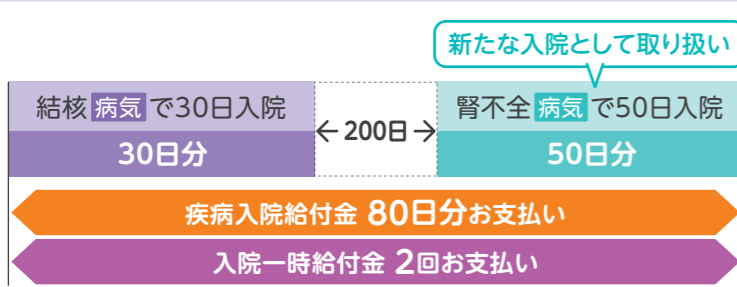 新たな入院として取り扱い
結核 病気 で30日入院
30日分
←200日→
腎不全 病気 で50日入院
50日分
疾病入院給付金 80日分お支払い
入院一時給付金 2回お支払い